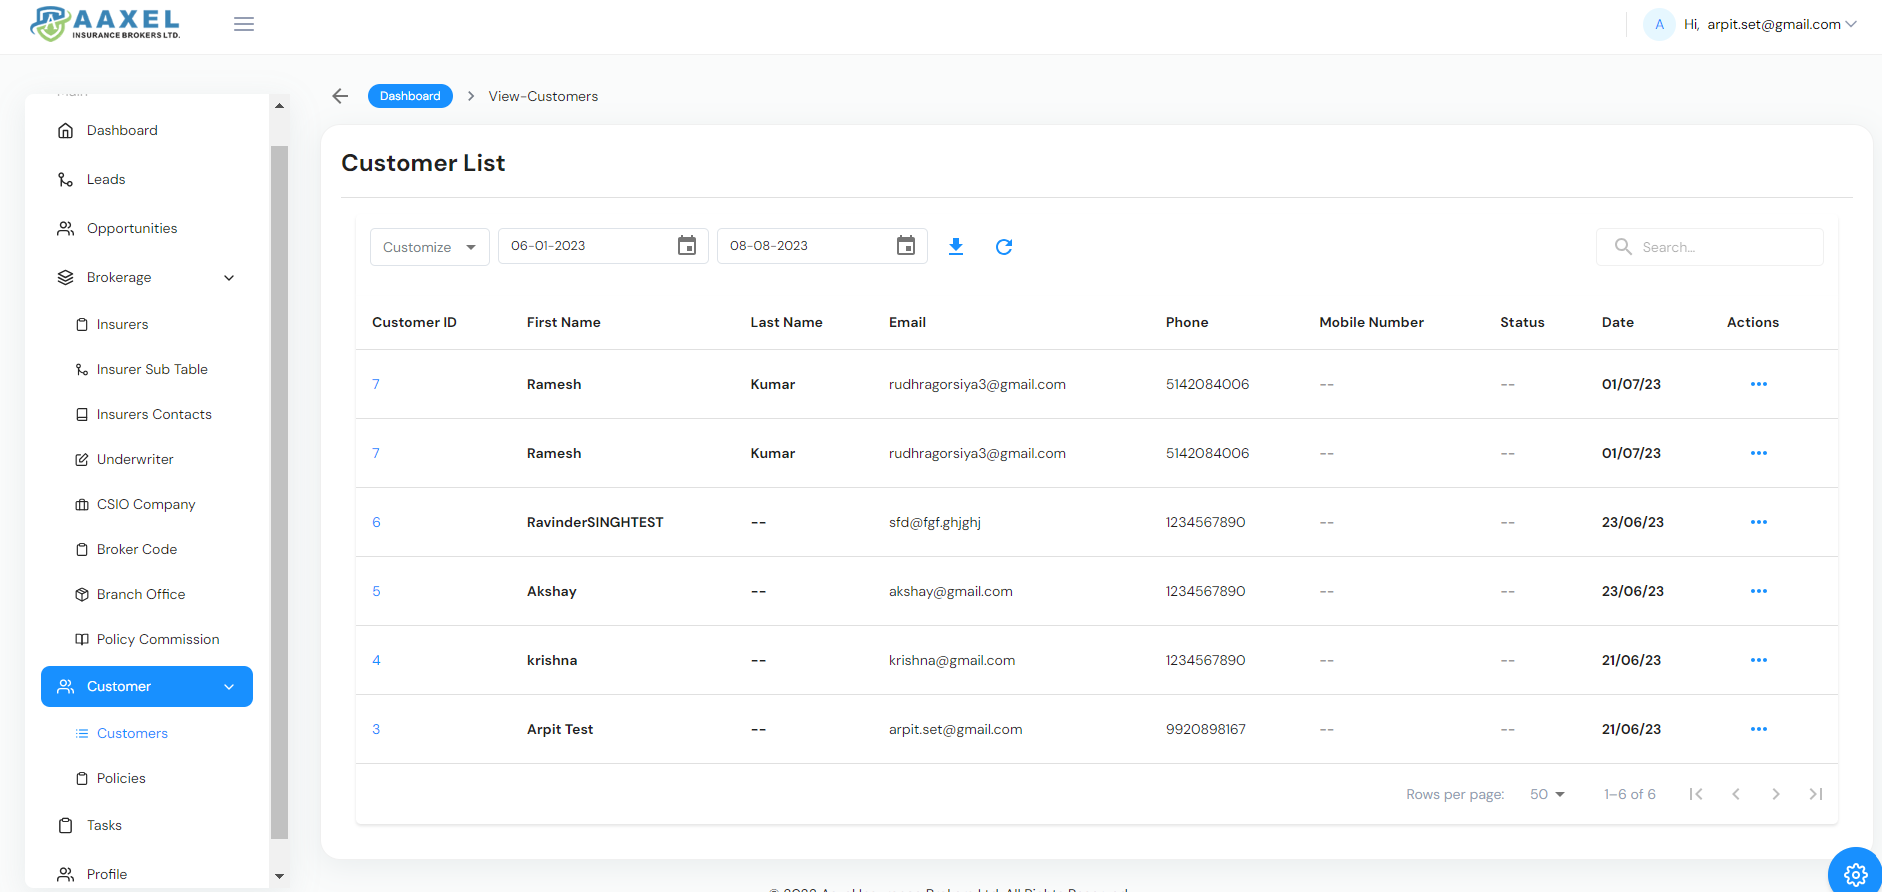 AAXEL
INSURANCE BROKERS LTD.
A Hi, arpit.set@gmail.com
Main
Dashboard
Leads
Opportunities
Brokerage
Insurers
Insurer Sub Table
Insurers Contacts
Underwriter
CSIO Company
Broker Code
Branch Office
Policy Commission
Customer
Customers
Policies
Tasks
Profile
Dashboard > View-Customers
Customer List
Customize 06-01-2023 08-08-2023 Search...
Customer ID First Name Last Name Email Phone Mobile Number Status Date Actions
7 Ramesh Kumar rudhragorsiya3@gmail.com 5142084006 -- -- 01/07/23
7 Ramesh Kumar rudhragorsiya3@gmail.com 5142084006 -- -- 01/07/23
6 RavinderSINGHTEST -- sfd@fgf.ghjghj 1234567890 -- -- 23/06/23
5 Akshay -- akshay@gmail.com 1234567890 -- -- 23/06/23
4 krishna -- krishna@gmail.com 1234567890 -- -- 21/06/23
3 Arpit Test -- arpit.set@gmail.com 9920898167 -- -- 21/06/23
Rows per page: 50 1–6 of 6